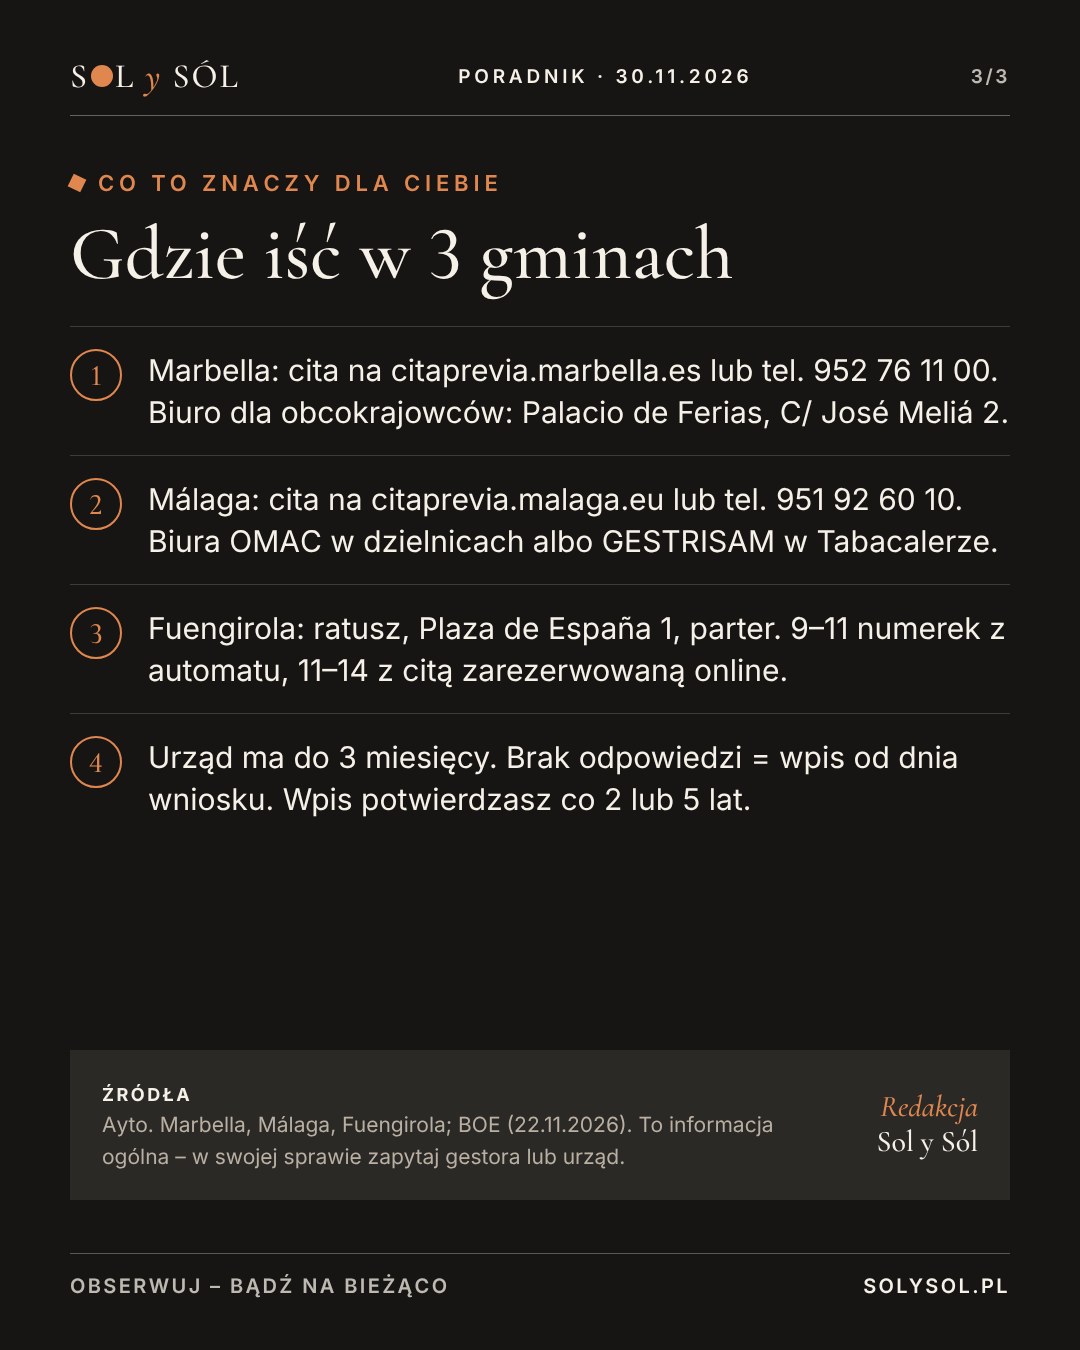 SOL y SÓL
PORADNIK · 30.11.2026
3/3
CO TO ZNACZY DLA CIEBIE
Gdzie iść w 3 gminach
1
Marbella: cita na citaprevia.marbella.es lub tel. 952 76 11 00.
Biuro dla obcokrajowców: Palacio de Ferias, C/ José Meliá 2.
2
Málaga: cita na citaprevia.malaga.eu lub tel. 951 92 60 10.
Biura OMAC w dzielnicach albo GESTRISAM w Tabacalerze.
3
Fuengirola: ratusz, Plaza de España 1, parter. 9–11 numerek z
automatu, 11–14 z citą zarezerwowaną online.
4
Urząd ma do 3 miesięcy. Brak odpowiedzi = wpis od dnia
wniosku. Wpis potwierdzasz co 2 lub 5 lat.
ŹRÓDŁA
Ayto. Marbella, Málaga, Fuengirola; BOE (22.11.2026). To informacja
ogólna – w swojej sprawie zapytaj gestora lub urząd.
Redakcja
Sol y Sól
OBSERWUJ – BĄDŹ NA BIEŻĄCO
SOLYSOL.PL